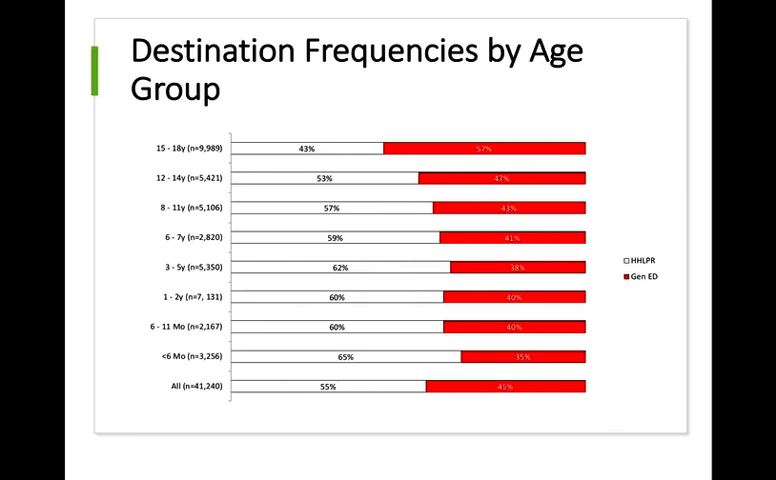 Destination Frequencies by Age
Group
15 - 18y (n=9,989) 43% 57%
12 - 14y (n=5,421) 53% 47%
8 - 11y (n=5,106) 57% 43%
6 - 7y (n=2,820) 59% 41%
3 - 5y (n=5,350) 62% 38%
HHLPR
Gen ED
1 - 2y (n=7, 131) 60% 40%
6 - 11 Mo (n=2,167) 60% 40%
<6 Mo (n=3,256) 65% 35%
All (n=41,240) 55% 45%